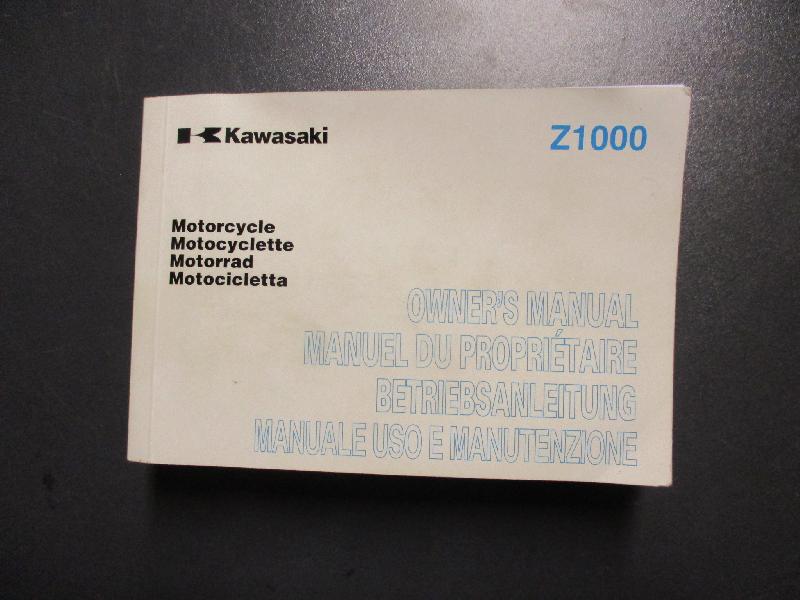 Kawasaki
Z1000
Motorcycle
Motocyclette
Motorrad
Motocicletta
OWNER'S MANUAL
MANUEL DU PROPRIÉTAIRE
BETRIEBSANLEITUNG
MANUALE USO E MANUTENZIONE